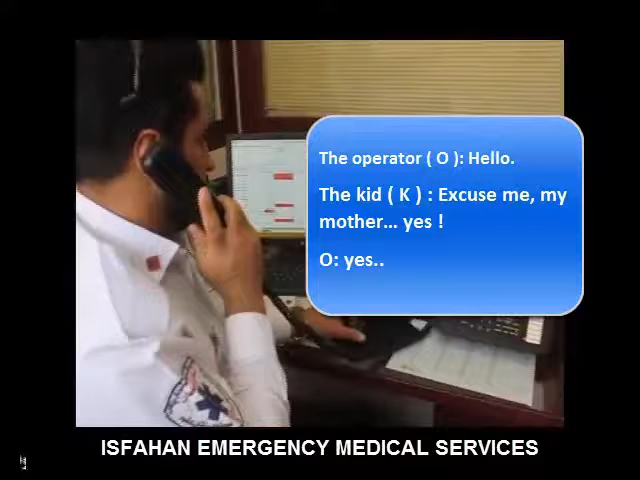 The operator ( O ): Hello.
The kid ( K ) : Excuse me, my
mother... yes !
O: yes..
ISFAHAN EMERGENCY MEDICAL SERVICES